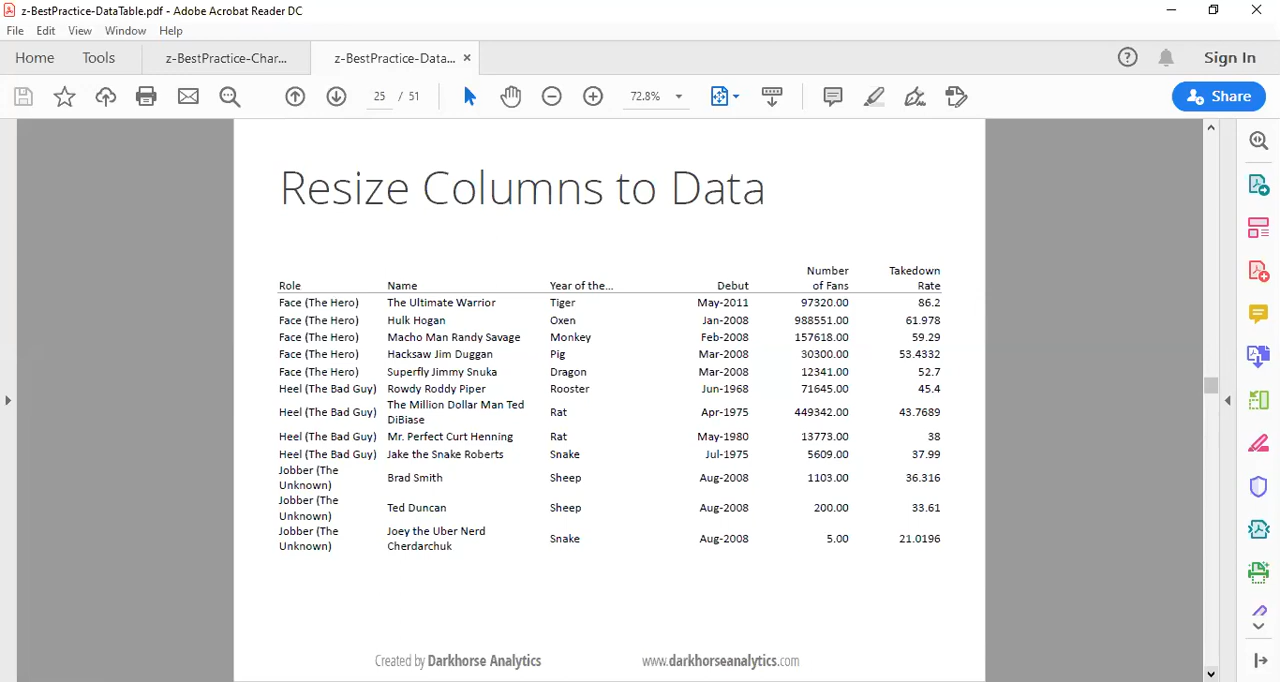 z-BestPractice-DataTable.pdf - Adobe Acrobat Reader DC
File Edit View Window Help
Home Tools z-BestPractice-Char... z-BestPractice-Data... × Sign In
25 / 51 72.8% Share
Resize Columns to Data
Number Takedown
Role Name Year of the... Debut of Fans Rate
Face (The Hero) The Ultimate Warrior Tiger May-2011 97320.00 86.2
Face (The Hero) Hulk Hogan Oxen Jan-2008 988551.00 61.978
Face (The Hero) Macho Man Randy Savage Monkey Feb-2008 157618.00 59.29
Face (The Hero) Hacksaw Jim Duggan Pig Mar-2008 30300.00 53.4332
Face (The Hero) Superfly Jimmy Snuka Dragon Mar-2008 12341.00 52.7
Heel (The Bad Guy) Rowdy Roddy Piper Rooster Jun-1968 71645.00 45.4
Heel (The Bad Guy) The Million Dollar Man Ted Rat Apr-1975 449342.00 43.7689
DiBiase
Heel (The Bad Guy) Mr. Perfect Curt Henning Rat May-1980 13773.00 38
Heel (The Bad Guy) Jake the Snake Roberts Snake Jul-1975 5609.00 37.99
Jobber (The Brad Smith Sheep Aug-2008 1103.00 36.316
Unknown)
Jobber (The Ted Duncan Sheep Aug-2008 200.00 33.61
Unknown)
Jobber (The Joey the Uber Nerd Snake Aug-2008 5.00 21.0196
Unknown) Cherdarchuk
Created by Darkhorse Analytics www.darkhorseanalytics.com